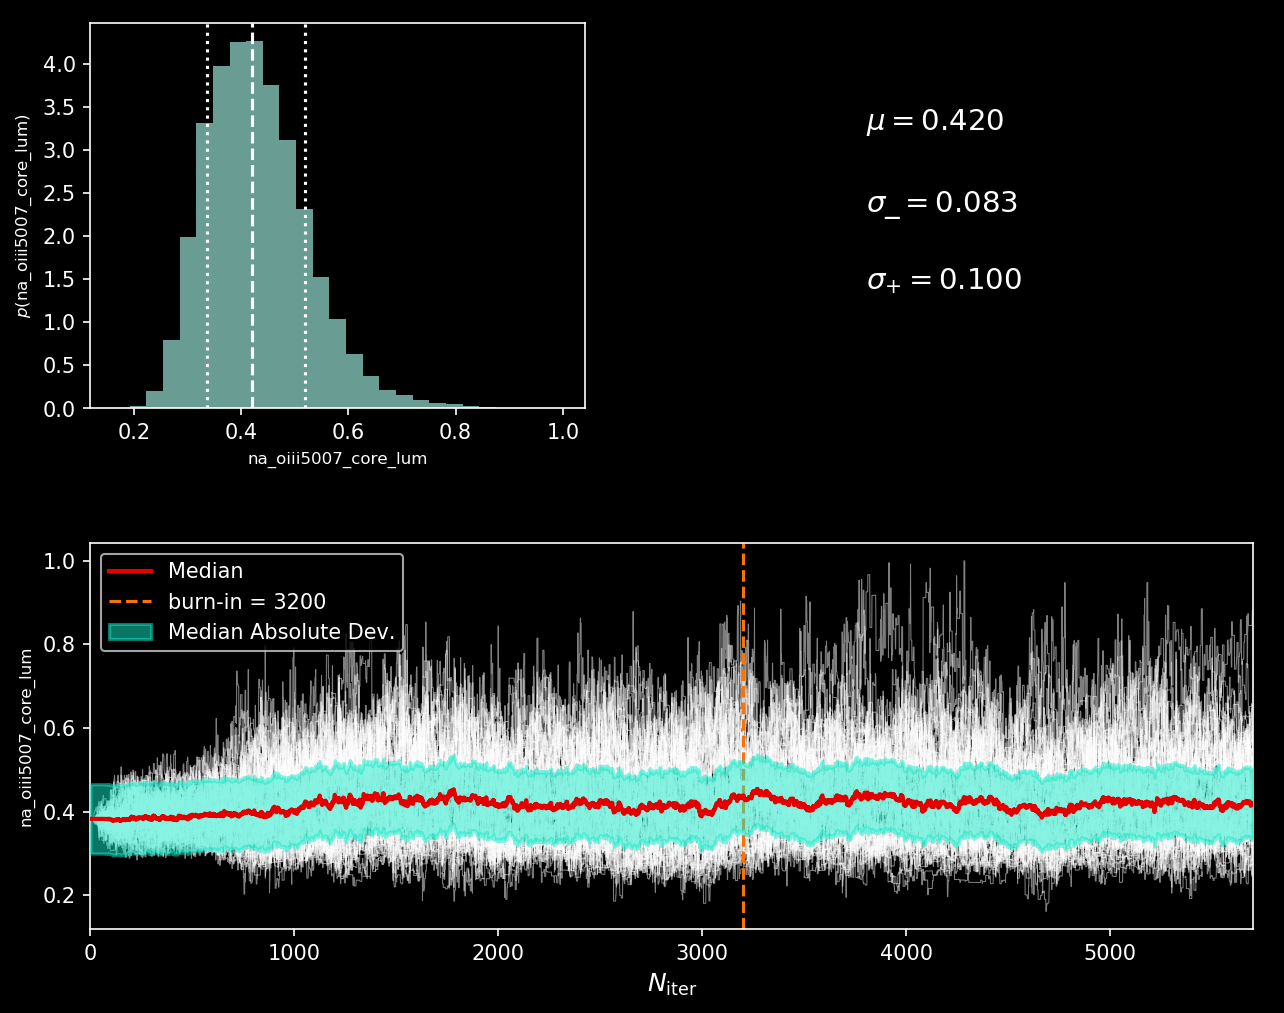 4.0
3.5
3.0
2.5
2.0
1.5
1.0
0.5
0.0
p(na_oiii5007_core_lum)
0.2 0.4 0.6 0.8 1.0
na_oiii5007_core_lum
μ = 0.420
σ_ = 0.083
σ+ = 0.100
1.0
0.8
0.6
0.4
0.2
na_oiii5007_core_lum
Median
burn-in = 3200
Median Absolute Dev.
0 1000 2000 3000 4000 5000
Niter